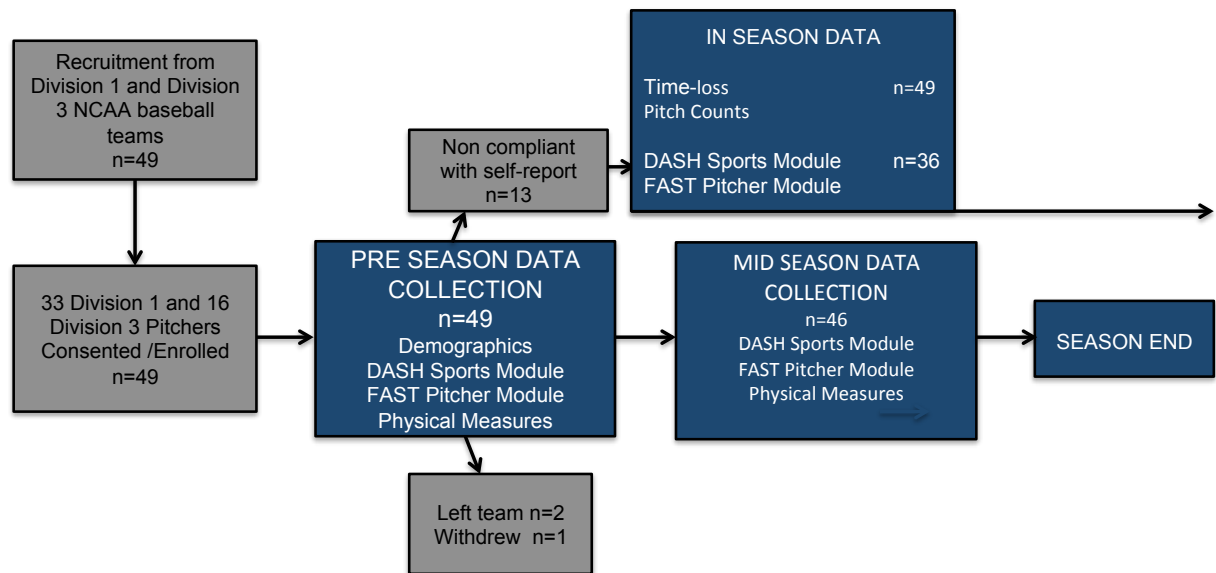 Recruitment from
Division 1 and Division
3 NCAA baseball
teams
n=49
33 Division 1 and 16
Division 3 Pitchers
Consented /Enrolled
n=49
PRE SEASON DATA
COLLECTION
n=49
Demographics
DASH Sports Module
FAST Pitcher Module
Physical Measures
Non compliant
with self-report
n=13
IN SEASON DATA
Time-loss n=49
Pitch Counts
DASH Sports Module n=36
FAST Pitcher Module
Left team n=2
Withdrew n=1
MID SEASON DATA
COLLECTION
n=46
DASH Sports Module
FAST Pitcher Module
Physical Measures
SEASON END